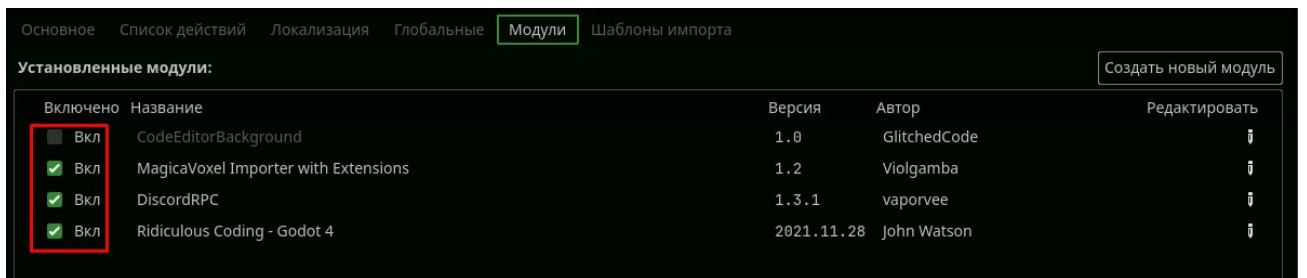 Основное Список действий Локализация Глобальные Модули Шаблоны импорта
Установленные модули: Создать новый модуль
Включено Название Версия Автор Редактировать
Вкл CodeEditorBackground 1.0 GlitchedCode
Вкл MagicaVoxel Importer with Extensions 1.2 Violgamba
Вкл DiscordRPC 1.3.1 vaporvee
Вкл Ridiculous Coding - Godot 4 2021.11.28 John Watson